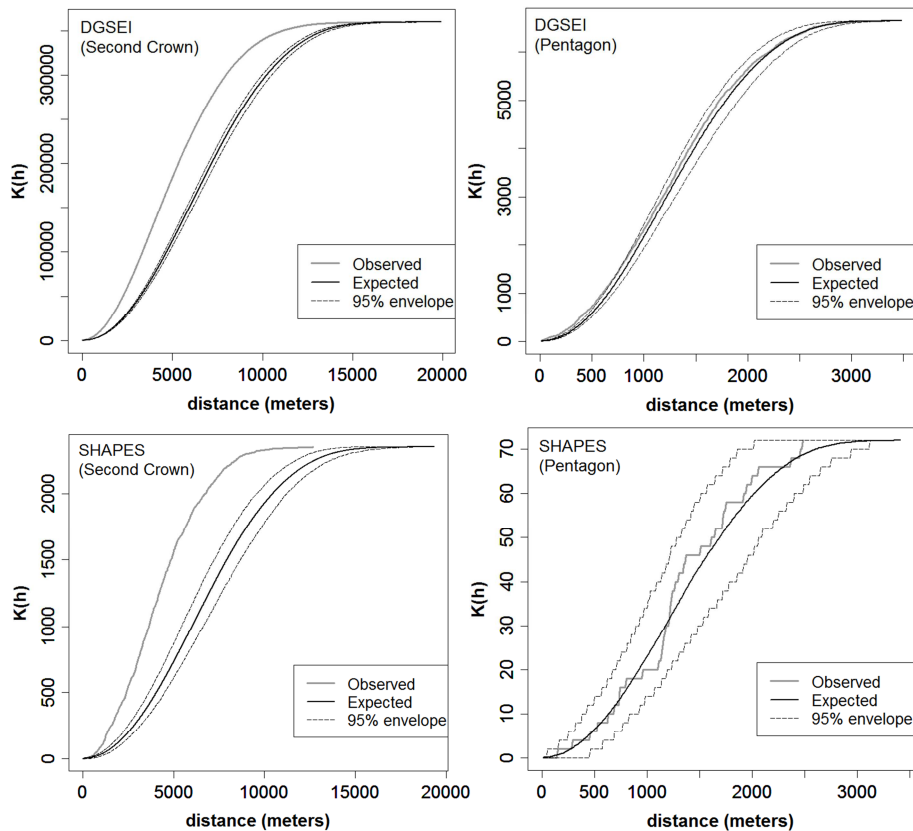 DGSEI
(Second Crown)
K(h)
0
100000
200000
300000
0
5000
10000
15000
20000
distance (meters)
Observed
Expected
95% envelope
DGSEI
(Pentagon)
K(h)
0
1000
3000
5000
0
500
1000
2000
3000
distance (meters)
Observed
Expected
95% envelope
SHAPES
(Second Crown)
K(h)
0
500
1000
1500
2000
0
5000
10000
15000
20000
distance (meters)
Observed
Expected
95% envelope
SHAPES
(Pentagon)
K(h)
0
10
20
30
40
50
60
70
0
500
1000
2000
3000
distance (meters)
Observed
Expected
95% envelope